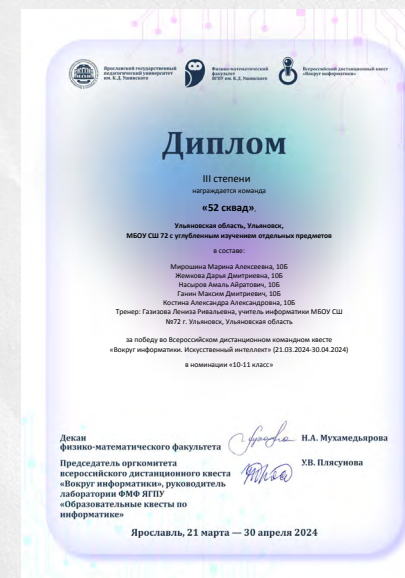 Ярославский государственный
педагогический университет
им. К.Д. Ушинского
Физико-математический
факультет
ЯГПУ им. К.Д. Ушинского
Всероссийский дистанционный квест
«Вокруг информатики»
Диплом
III степени
награждается команда
«52 сквад»,
Ульяновская область, Ульяновск,
МБОУ СШ 72 с углубленным изучением отдельных предметов
в составе:
Мирошина Марина Алексеевна, 10Б
Жемкова Дарья Дмитриевна, 10Б
Насыров Амаль Айратович, 10Б
Ганин Максим Дмитриевич, 10Б
Костина Александра Александровна, 10Б
Тренер: Газизова Лениза Ривальевна, учитель информатики МБОУ СШ
№72 г. Ульяновск, Ульяновская область
за победу во Всероссийском дистанционном командном квесте
«Вокруг информатики. Искусственный интеллект» (21.03.2024-30.04.2024)
в номинации «10-11 класс»
Декан
физико-математического факультета
Н.А. Мухамедьярова
Председатель оргкомитета
всероссийского дистанционного квеста
«Вокруг информатики», руководитель
лаборатории ФМФ ЯГПУ
«Образовательные квесты по
информатике»
У.В. Плясунова
Ярославль, 21 марта — 30 апреля 2024